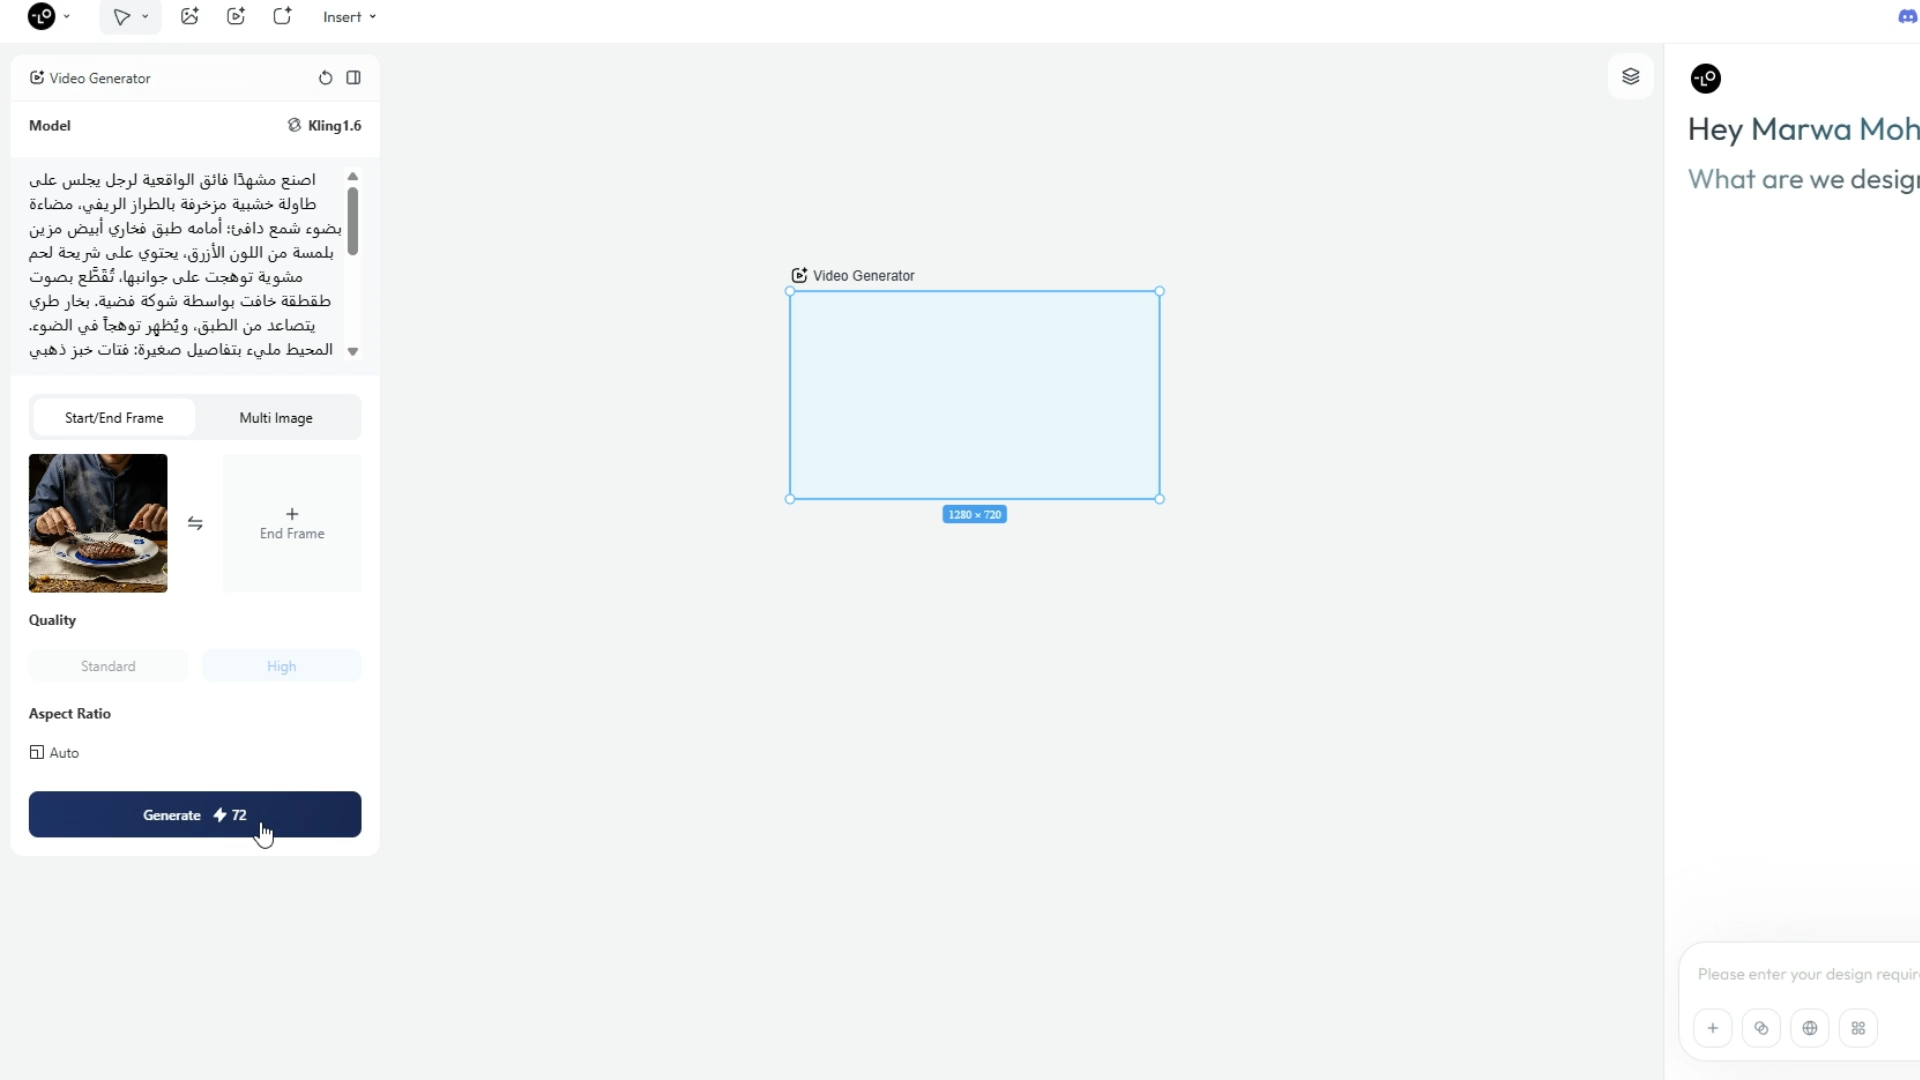 Insert
Video Generator
Model
Kling1.6
اصنع مشهدًا فائق الواقعية لرجل يجلس على
طاولة خشبية مزخرفة بالطراز الريفي، مضاءة
بضوء شمع دافئ؛ أمامه طبق فخاري أبيض مزين
بلمسة من اللون الأزرق، يحتوي على شريحة لحم
مشوية توهجت على جوانبها، تُقَطَّع بصوت
طقطقة خافت بواسطة شوكة فضية. بخار طري
يتصاعد من الطبق، ويُظهر توهجاً في الضوء.
المحيط مليء بتفاصيل صغيرة: فتات خبز ذهبي
Start/End Frame
Multi Image
End Frame
Quality
Standard
High
Aspect Ratio
Auto
Generate 72
Video Generator
1280 × 720
Hey Marwa Moh
What are we desig
Please enter your design requir